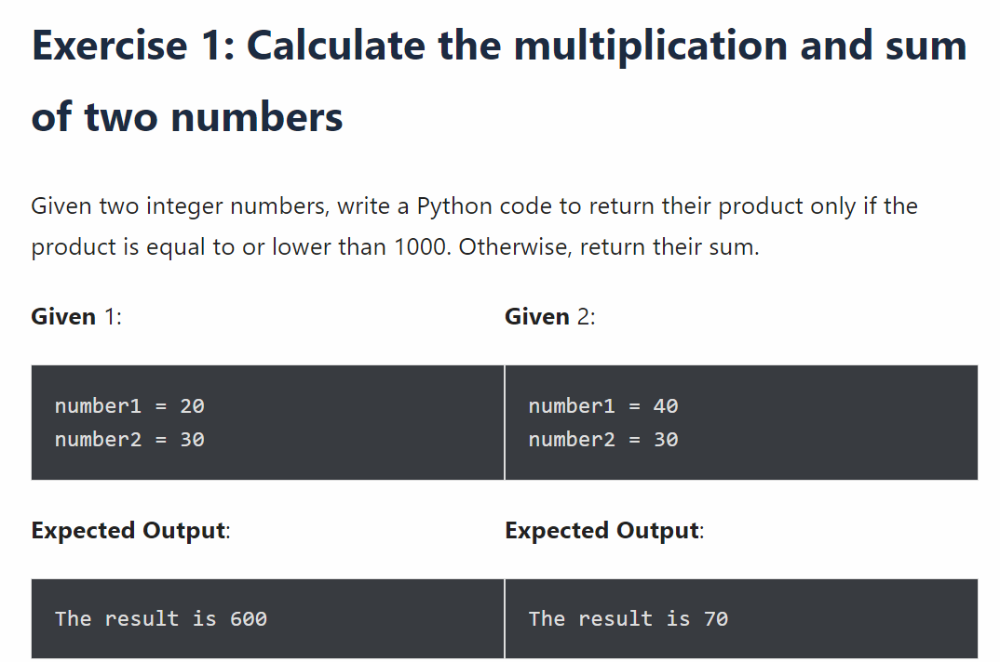 Exercise 1: Calculate the multiplication and sum
of two numbers
Given two integer numbers, write a Python code to return their product only if the
product is equal to or lower than 1000. Otherwise, return their sum.
Given 1:
number1 = 20
number2 = 30
Expected Output:
The result is 600
Given 2:
number1 = 40
number2 = 30
Expected Output:
The result is 70